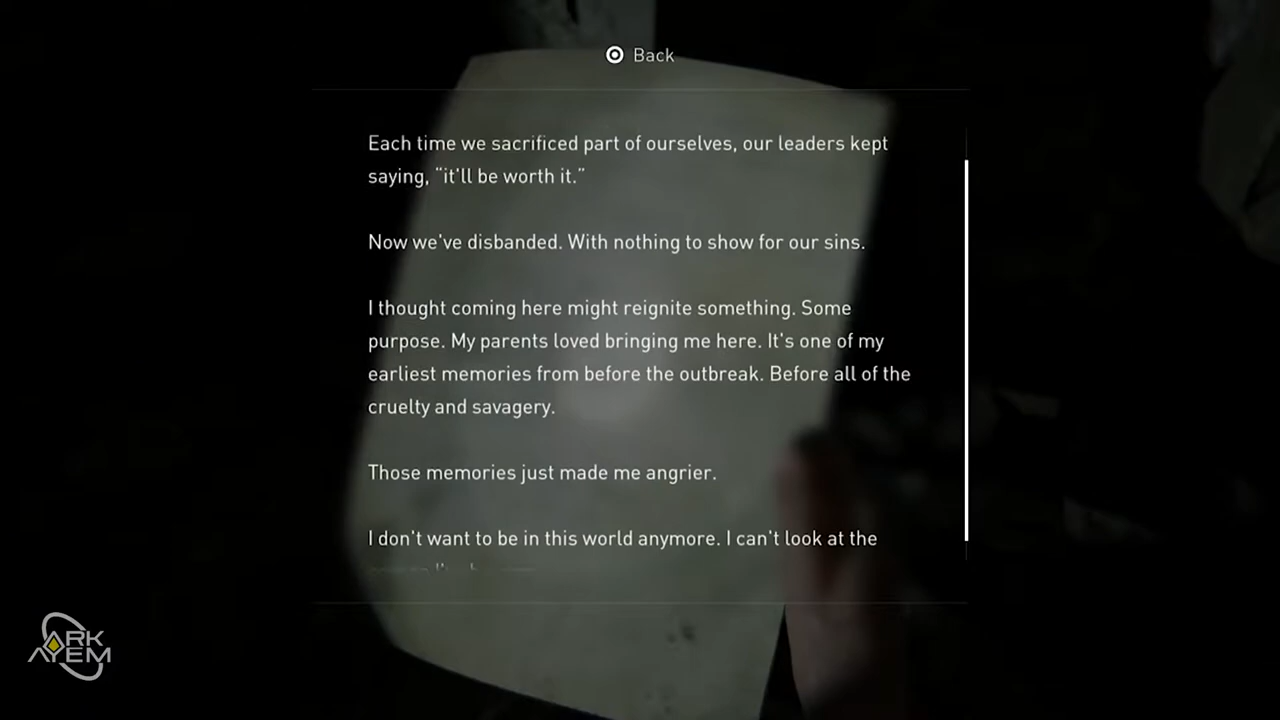 Back
Each time we sacrificed part of ourselves, our leaders kept
saying, "it'll be worth it."
Now we've disbanded. With nothing to show for our sins.
I thought coming here might reignite something. Some
purpose. My parents loved bringing me here. It's one of my
earliest memories from before the outbreak. Before all of the
cruelty and savagery.
Those memories just made me angrier.
I don't want to be in this world anymore. I can't look at the
ARK
AYEM